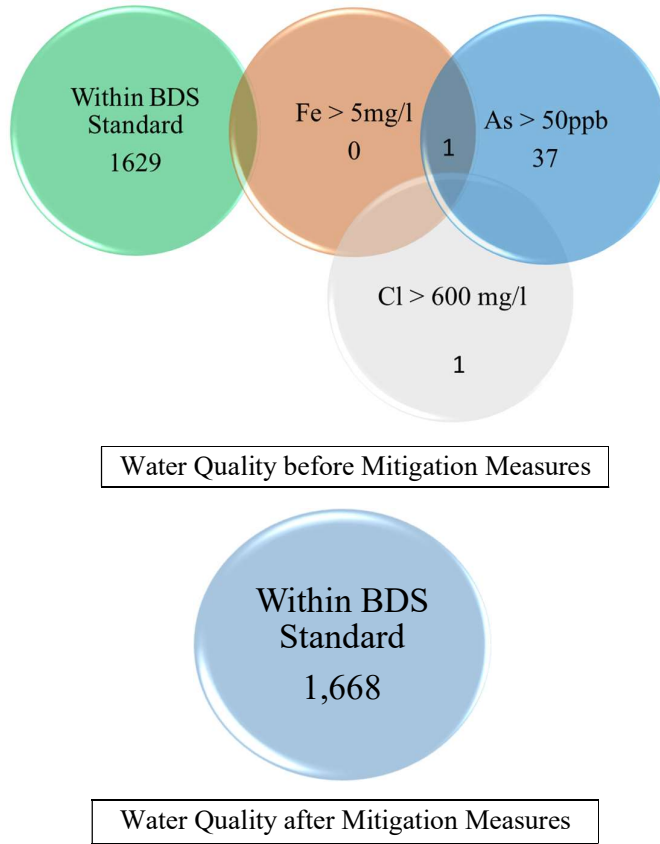 Within BDS
Standard
1629
Fe > 5mg/l
0
1
As > 50ppb
37
Cl > 600 mg/l
1
Water Quality before Mitigation Measures
Within BDS
Standard
1,668
Water Quality after Mitigation Measures